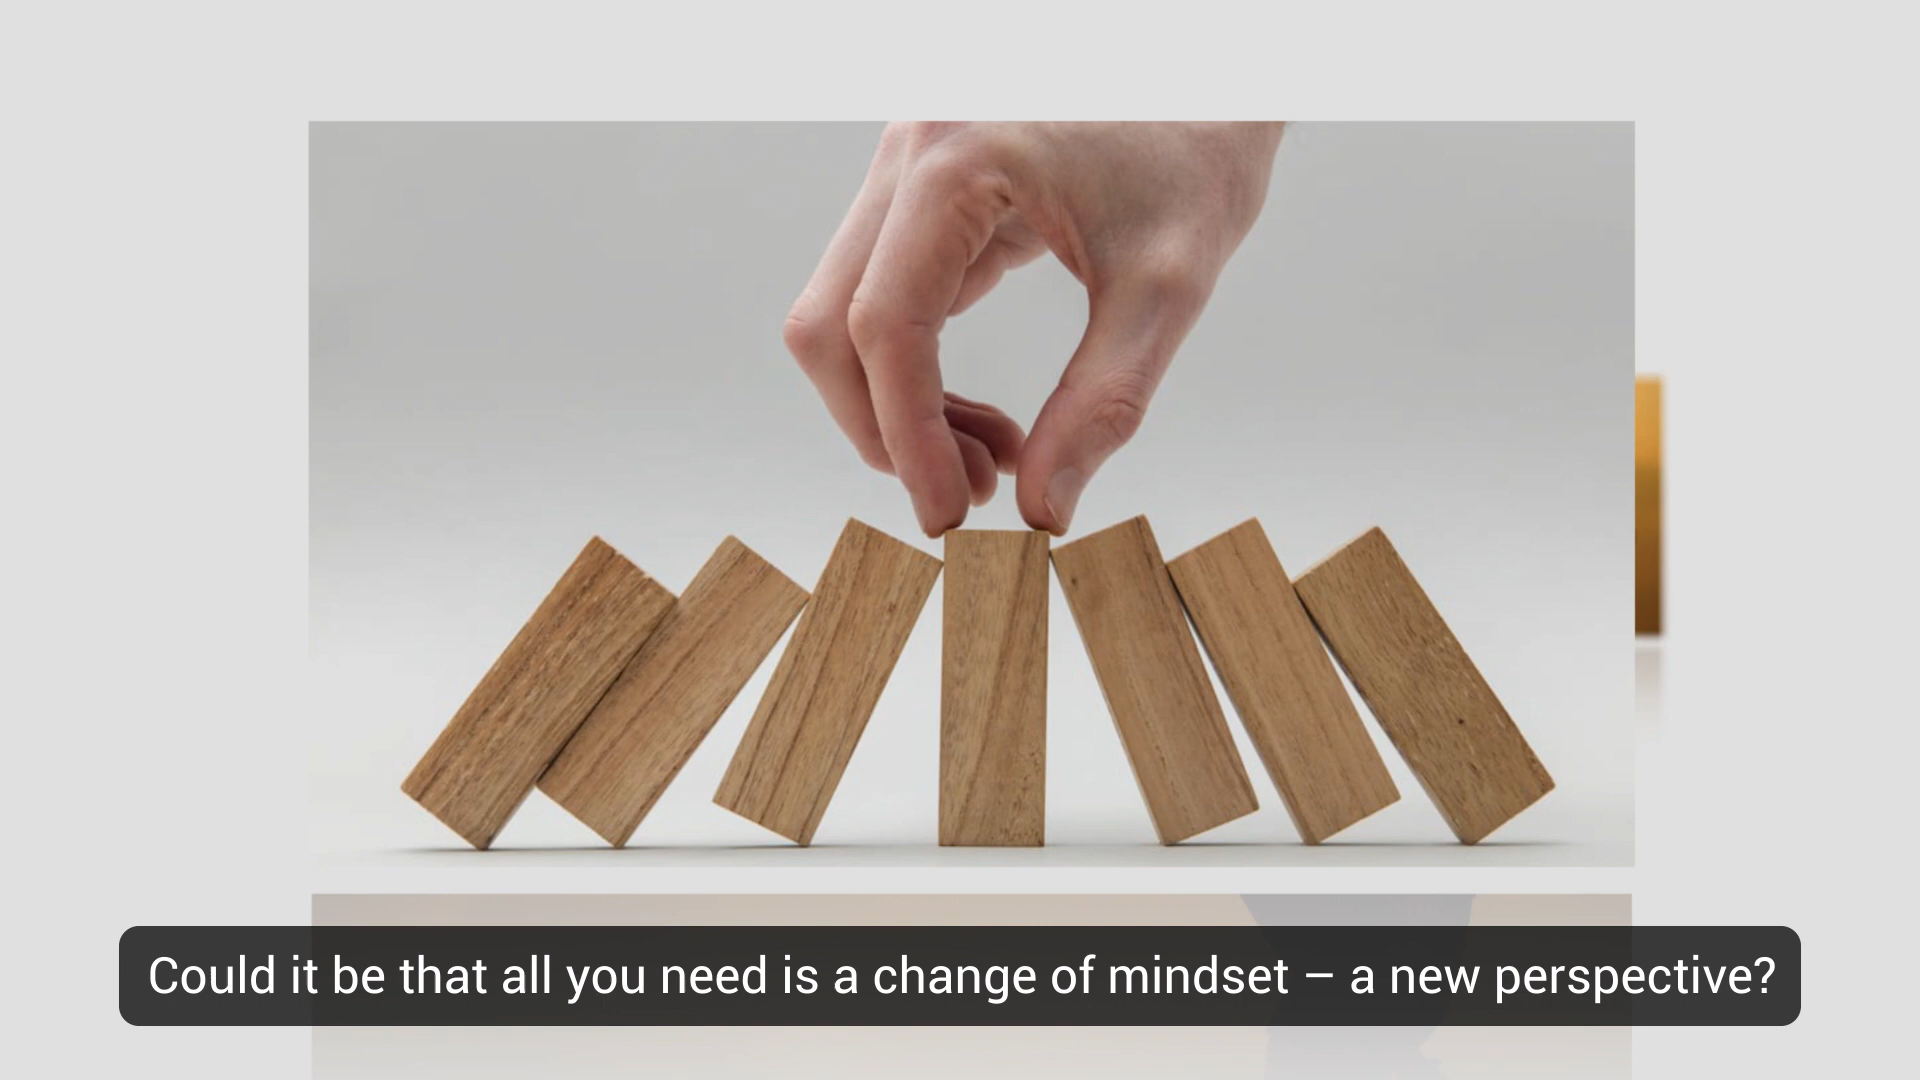 Could it be that all you need is a change of mindset – a new perspective?